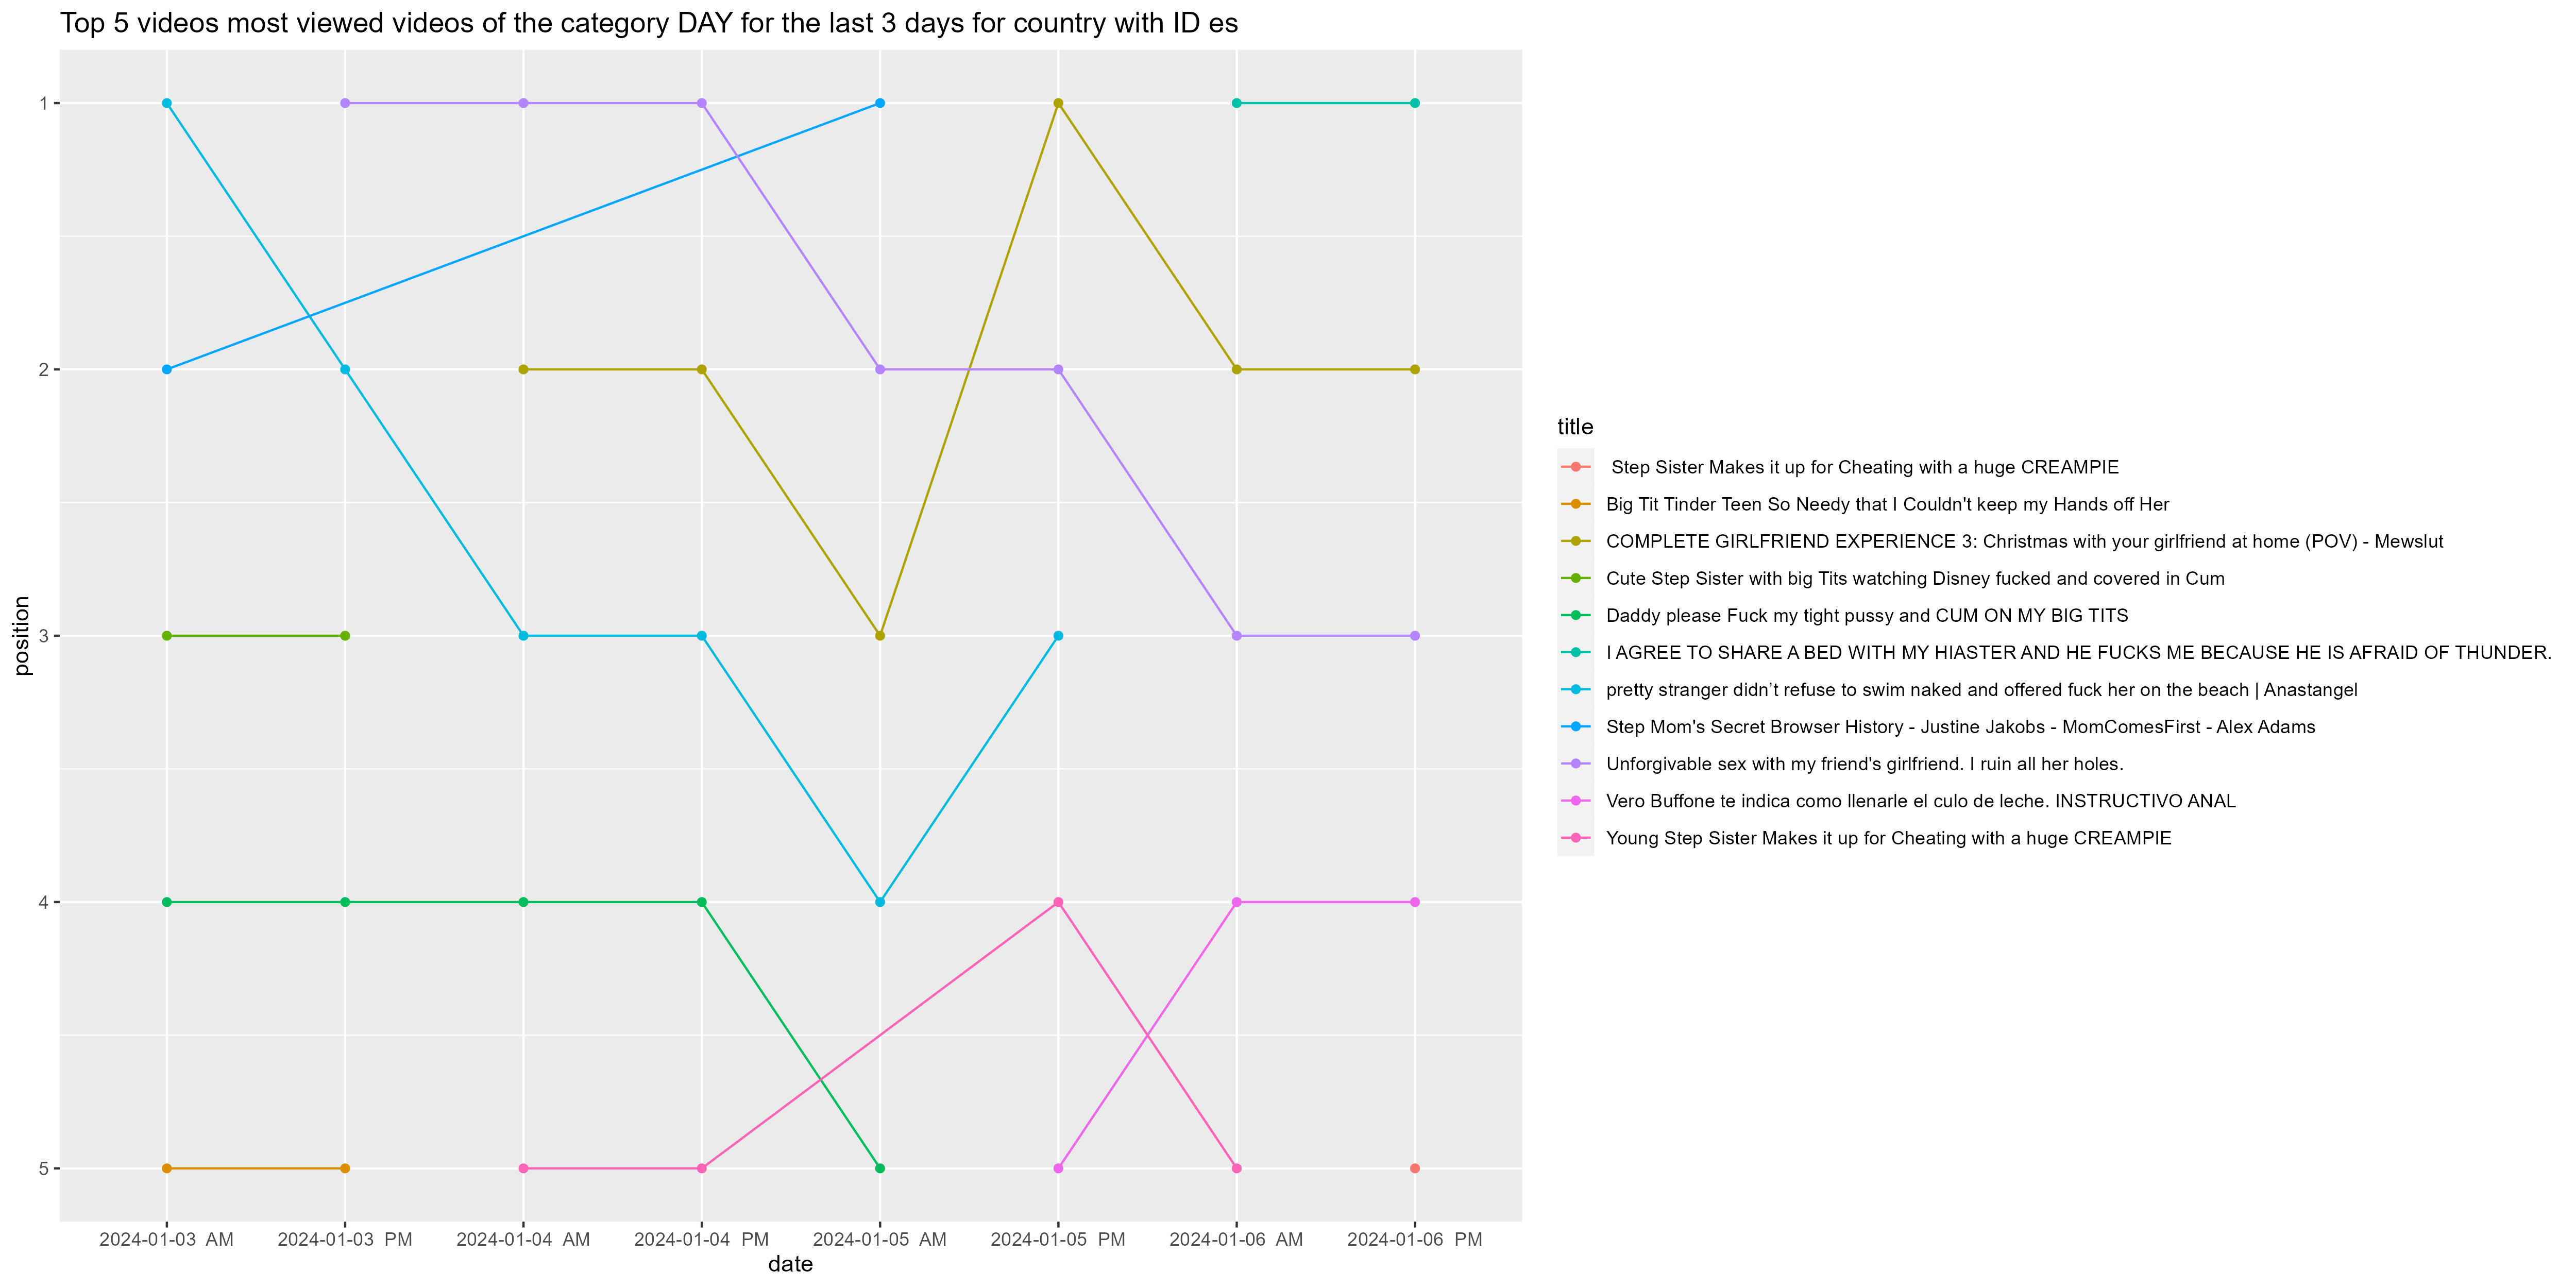 Top 5 videos most viewed videos of the category DAY for the last 3 days for country with ID es
position
1
2
3
4
5
2024-01-03 AM
2024-01-03 PM
2024-01-04 AM
2024-01-04 PM
2024-01-05 AM
2024-01-05 PM
2024-01-06 AM
2024-01-06 PM
date
title
Step Sister Makes it up for Cheating with a huge CREAMPIE
Big Tit Tinder Teen So Needy that I Couldn't keep my Hands off Her
COMPLETE GIRLFRIEND EXPERIENCE 3: Christmas with your girlfriend at home (POV) - Mewslut
Cute Step Sister with big Tits watching Disney fucked and covered in Cum
Daddy please Fuck my tight pussy and CUM ON MY BIG TITS
I AGREE TO SHARE A BED WITH MY HIASTER AND HE FUCKS ME BECAUSE HE IS AFRAID OF THUNDER.
pretty stranger didn’t refuse to swim naked and offered fuck her on the beach | Anastangel
Step Mom's Secret Browser History - Justine Jakobs - MomComesFirst - Alex Adams
Unforgivable sex with my friend's girlfriend. I ruin all her holes.
Vero Buffone te indica como llenarle el culo de leche. INSTRUCTIVO ANAL
Young Step Sister Makes it up for Cheating with a huge CREAMPIE